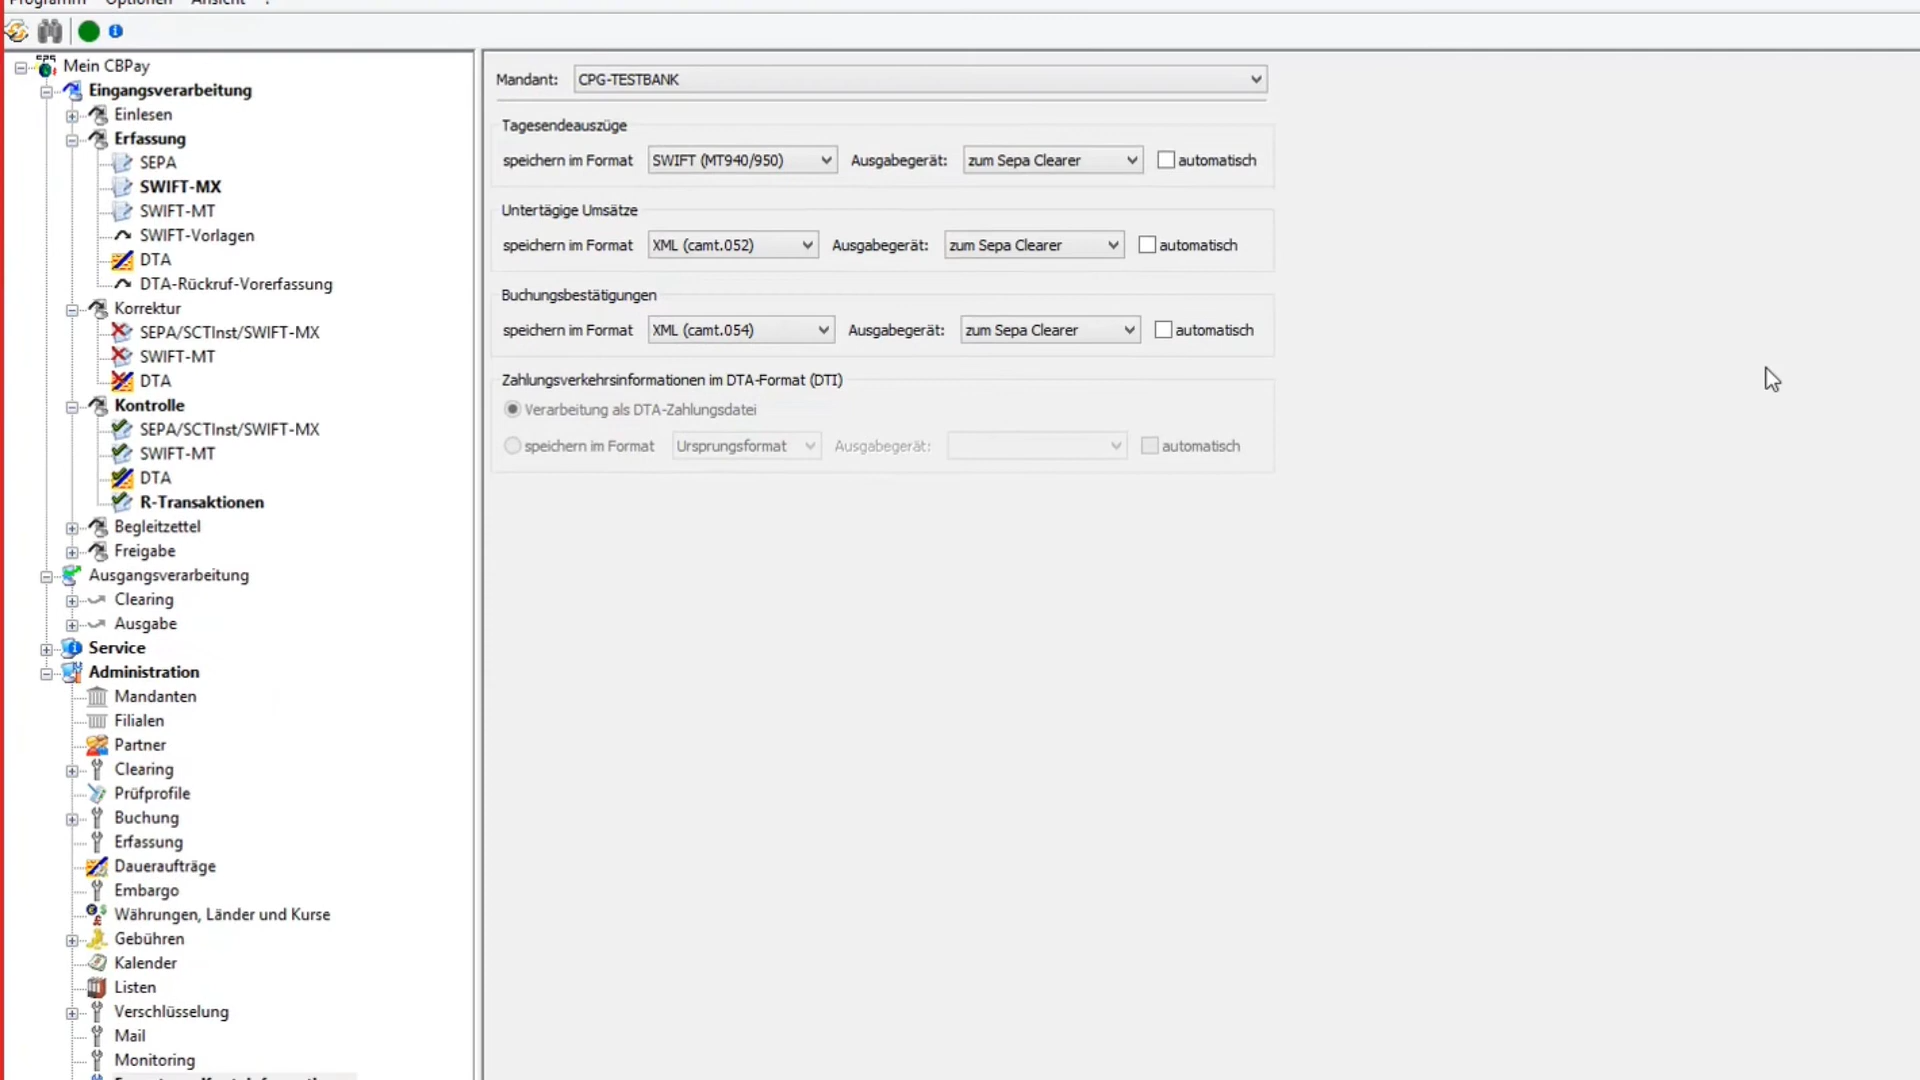 Programm Optionen Ansicht ?
Mein CBPay
Eingangsverarbeitung
Einlesen
Erfassung
SEPA
SWIFT-MX
SWIFT-MT
SWIFT-Vorlagen
DTA
DTA-Rückruf-Vorerfassung
Korrektur
SEPA/SCTInst/SWIFT-MX
SWIFT-MT
DTA
Kontrolle
SEPA/SCTInst/SWIFT-MX
SWIFT-MT
DTA
R-Transaktionen
Begleitzettel
Freigabe
Ausgangsverarbeitung
Clearing
Ausgabe
Service
Administration
Mandanten
Filialen
Partner
Clearing
Prüfprofile
Buchung
Erfassung
Daueraufträge
Embargo
Währungen, Länder und Kurse
Gebühren
Kalender
Listen
Verschlüsselung
Mail
Monitoring
Mandant: CPG-TESTBANK
Tagesendeauszüge
speichern im Format SWIFT (MT940/950) Ausgabegerät: zum Sepa Clearer automatisch
Untertägige Umsätze
speichern im Format XML (camt.052) Ausgabegerät: zum Sepa Clearer automatisch
Buchungsbestätigungen
speichern im Format XML (camt.054) Ausgabegerät: zum Sepa Clearer automatisch
Zahlungsverkehrsinformationen im DTA-Format (DTI)
Verarbeitung als DTA-Zahlungsdatei
speichern im Format Ursprungsformat Ausgabegerät: automatisch